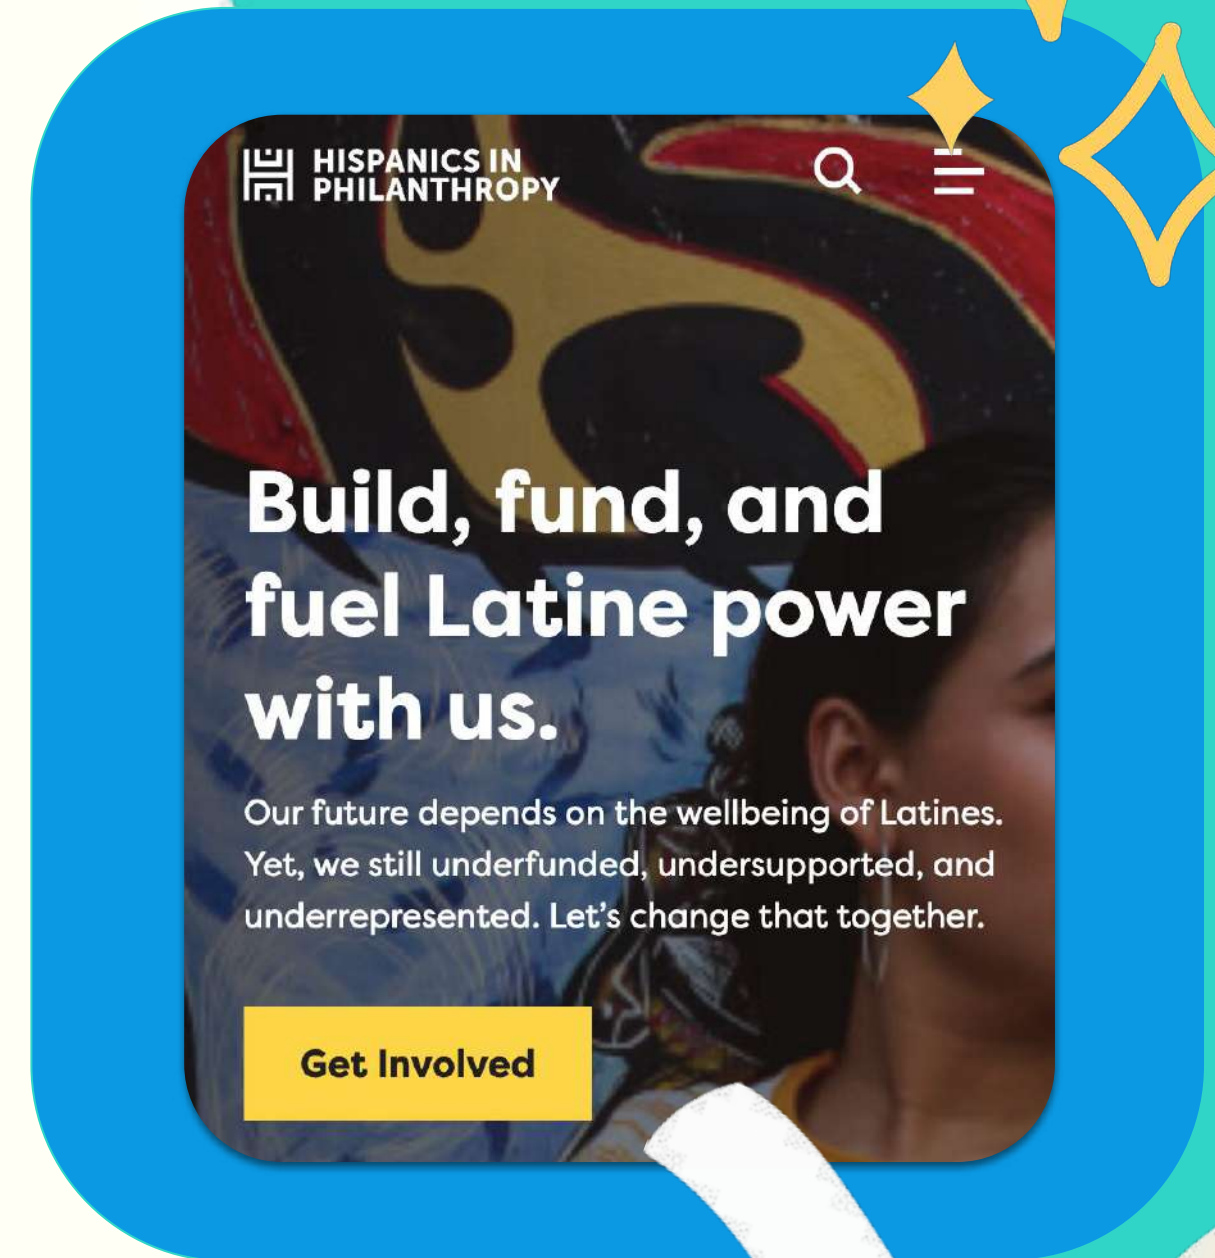 HISPANICS IN
PHILANTHROPY
Build, fund, and
fuel Latine power
with us.
Our future depends on the wellbeing of Latines.
Yet, we still underfunded, undersupported, and
underrepresented. Let’s change that together.
Get Involved